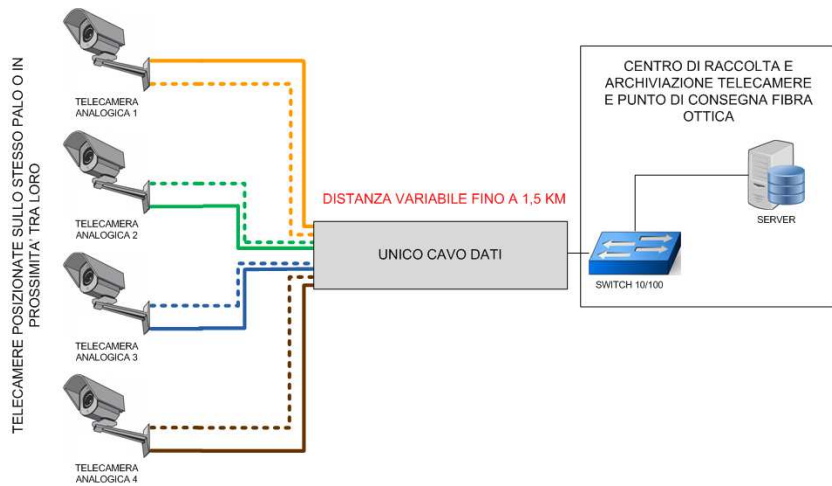 TELECAMERE POSIZIONATE SULLO STESSO PALO O IN
PROSSIMITA' TRA LORO
TELECAMERA
ANALOGICA 1
TELECAMERA
ANALOGICA 2
TELECAMERA
ANALOGICA 3
TELECAMERA
ANALOGICA 4
DISTANZA VARIABILE FINO A 1,5 KM
UNICO CAVO DATI
CENTRO DI RACCOLTA E
ARCHIVIAZIONE TELECAMERE
E PUNTO DI CONSEGNA FIBRA
OTTICA
SERVER
SWITCH 10/100